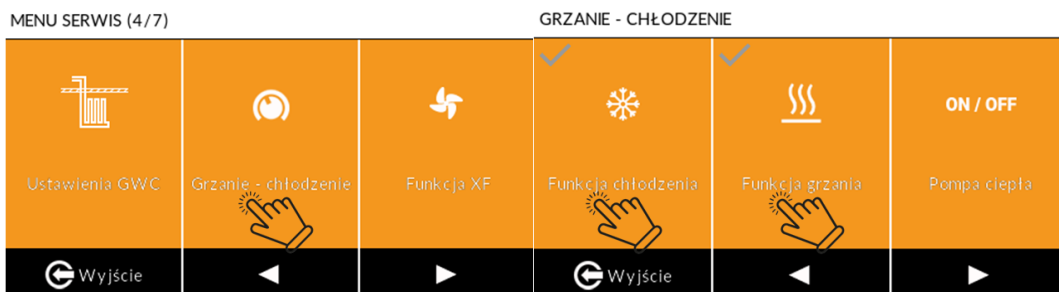 MENU SERWIS (4/7)
Ustawienia GWC
Grzanie - chłodzenie
Funkcja XF
Wyjście
GRZANIE - CHŁODZENIE
ON / OFF
Funkcja chłodzenia
Funkcja grzania
Pompa ciepła
Wyjście